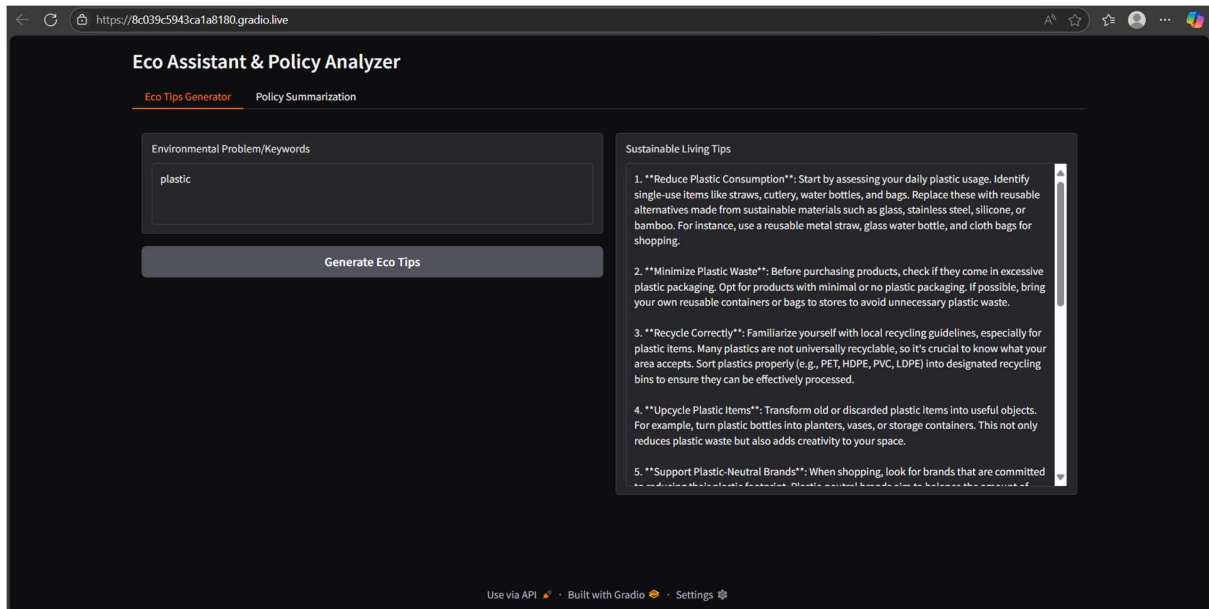 https://8c039c5943ca1a8180.gradio.live
Eco Assistant & Policy Analyzer
Eco Tips Generator Policy Summarization
Environmental Problem/Keywords
plastic
Generate Eco Tips
Sustainable Living Tips
1. **Reduce Plastic Consumption**: Start by assessing your daily plastic usage. Identify
single-use items like straws, cutlery, water bottles, and bags. Replace these with reusable
alternatives made from sustainable materials such as glass, stainless steel, silicone, or
bamboo. For instance, use a reusable metal straw, glass water bottle, and cloth bags for
shopping.
2. **Minimize Plastic Waste**: Before purchasing products, check if they come in excessive
plastic packaging. Opt for products with minimal or no plastic packaging. If possible, bring
your own reusable containers or bags to stores to avoid unnecessary plastic waste.
3. **Recycle Correctly**: Familiarize yourself with local recycling guidelines, especially for
plastic items. Many plastics are not universally recyclable, so it's crucial to know what your
area accepts. Sort plastics properly (e.g., PET, HDPE, PVC, LDPE) into designated recycling
bins to ensure they can be effectively processed.
4. **Upcycle Plastic Items**: Transform old or discarded plastic items into useful objects.
For example, turn plastic bottles into planters, vases, or storage containers. This not only
reduces plastic waste but also adds creativity to your space.
5. **Support Plastic-Neutral Brands**: When shopping, look for brands that are committed
Use via API · Built with Gradio · Settings